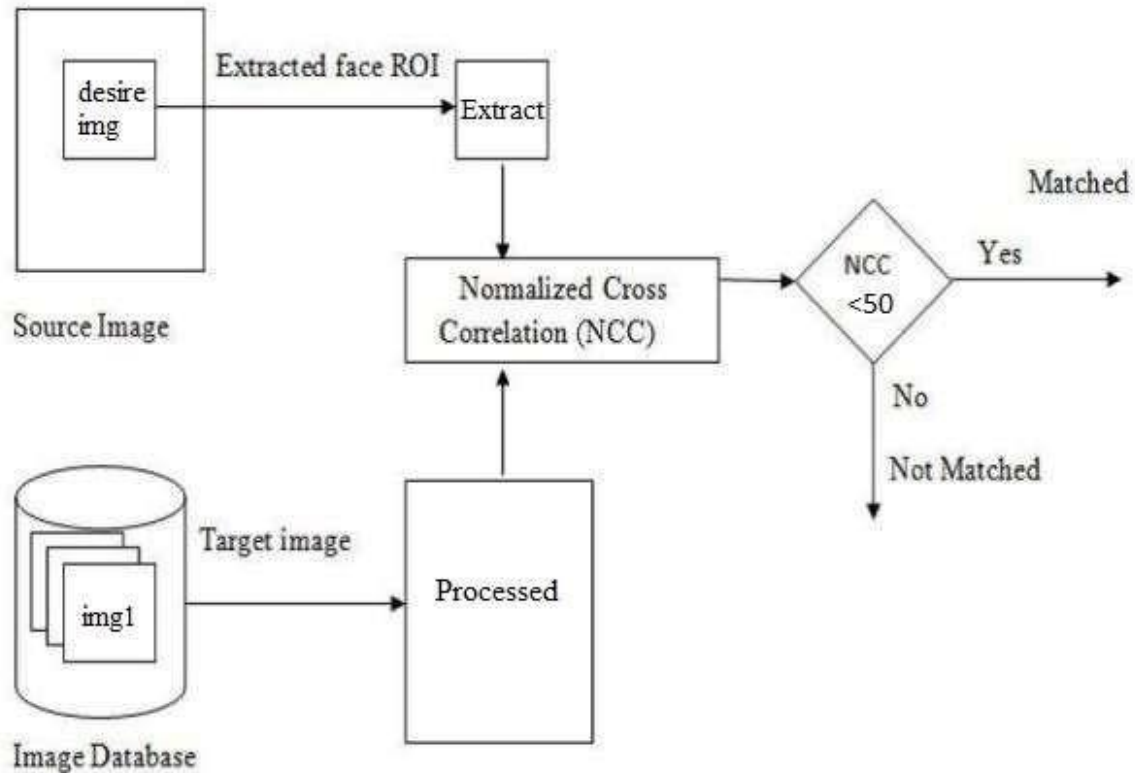 desire
img
Extracted face ROI
Extract
Source Image
Normalized Cross
Correlation (NCC)
NCC
<50
Yes
Matched
No
Not Matched
img1
Target image
Processed
Image Database